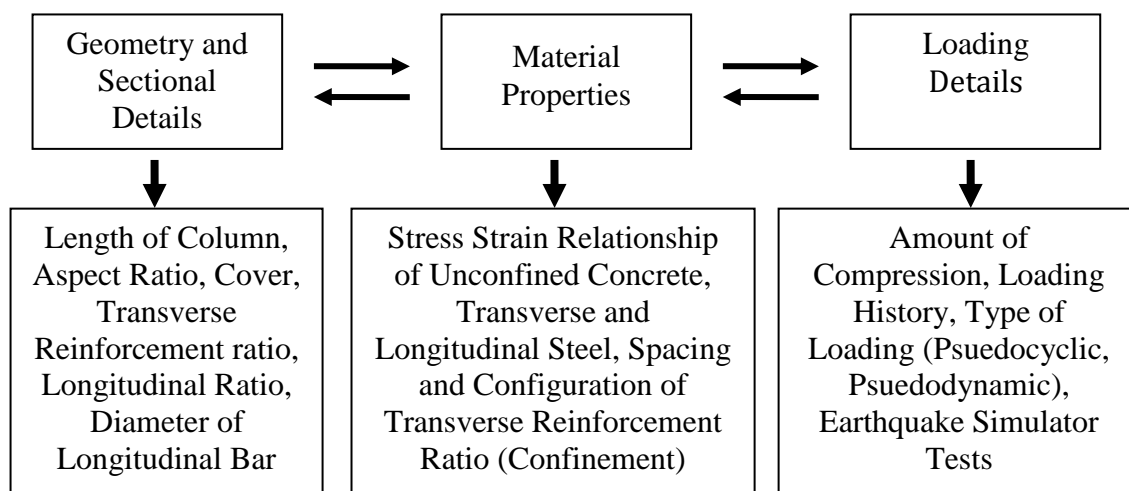 Geometry and
Sectional
Details
Material
Properties
Loading
Details
Length of Column,
Aspect Ratio, Cover,
Transverse
Reinforcement ratio,
Longitudinal Ratio,
Diameter of
Longitudinal Bar
Stress Strain Relationship
of Unconfined Concrete,
Transverse and
Longitudinal Steel, Spacing
and Configuration of
Transverse Reinforcement
Ratio (Confinement)
Amount of
Compression, Loading
History, Type of
Loading (Psuedocyclic,
Psuedodynamic),
Earthquake Simulator
Tests